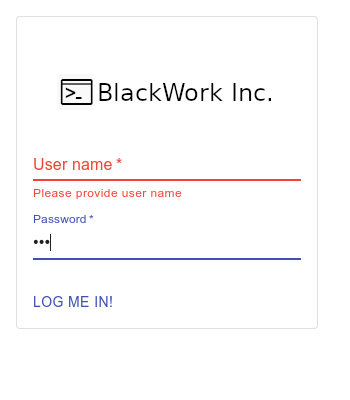 >_ BlackWork Inc.
User name *
Please provide user name
Password *
•••
LOG ME IN!